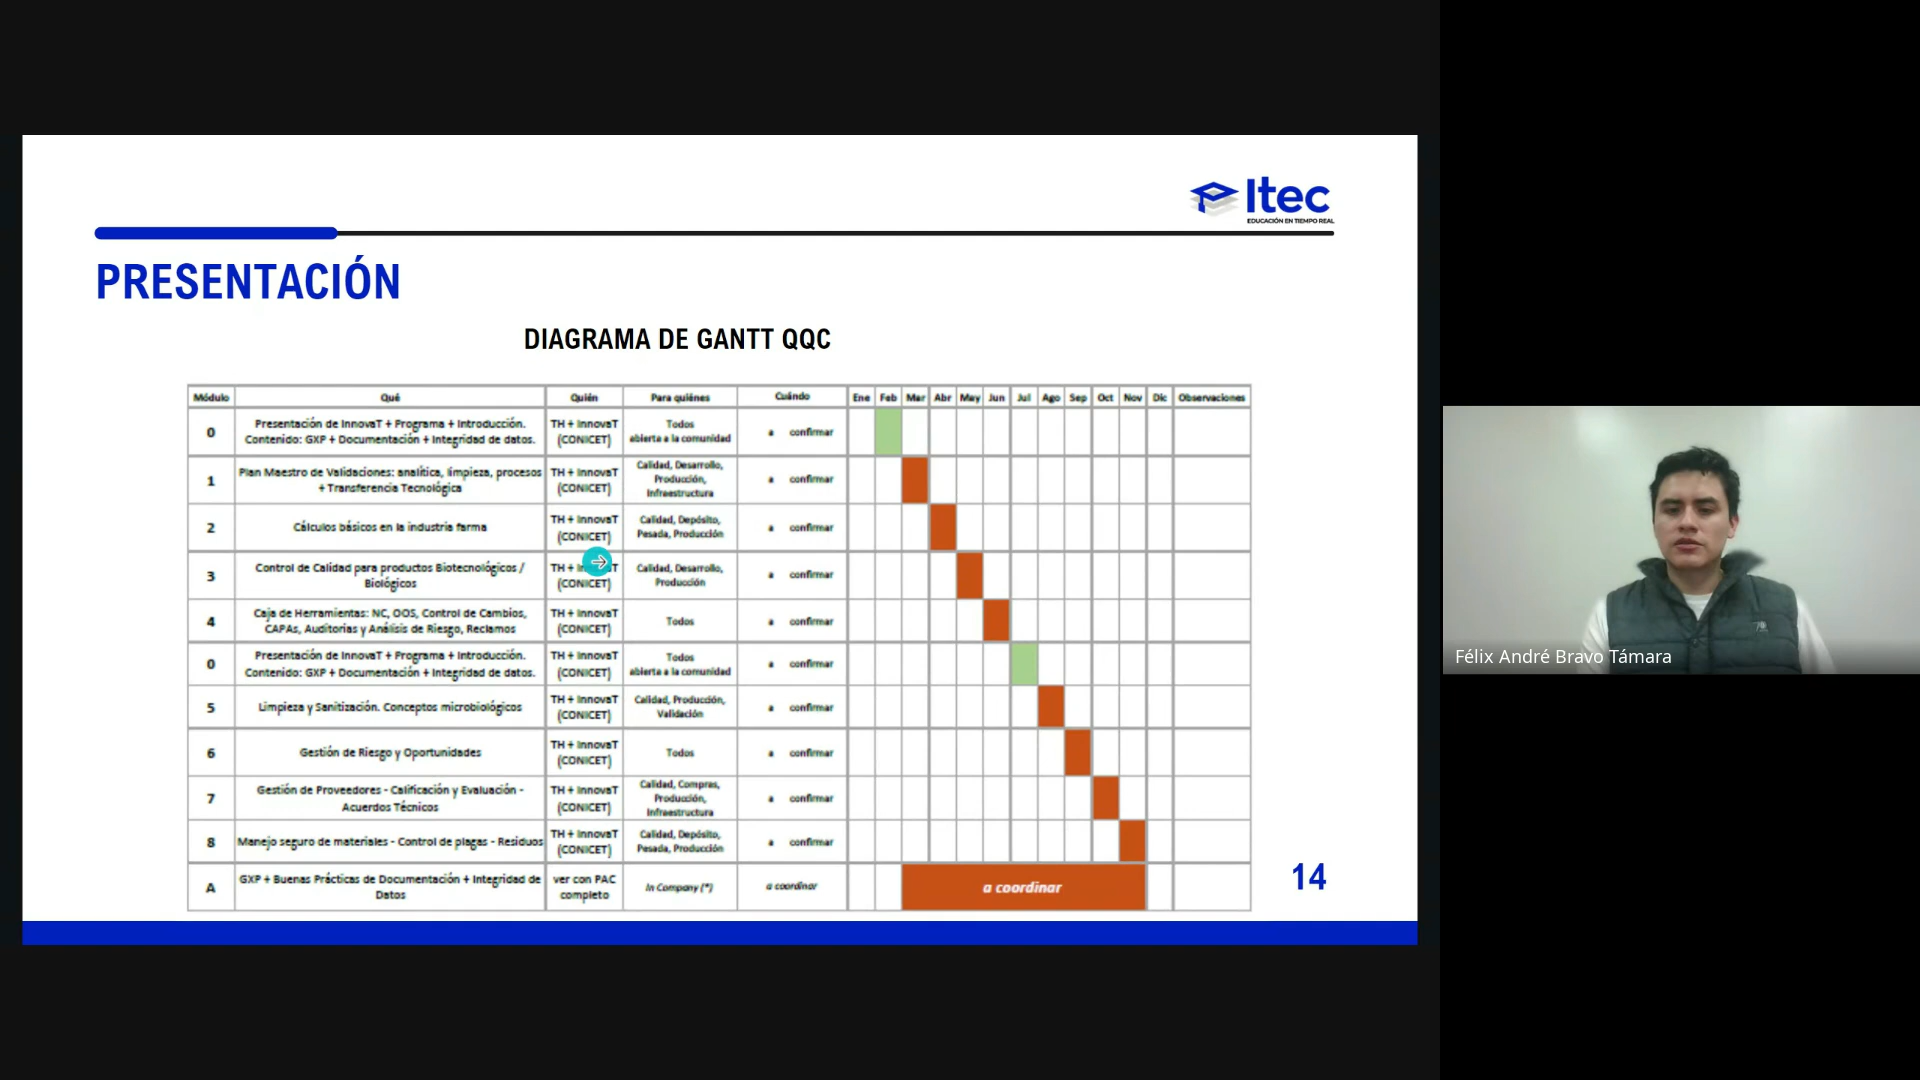 Itec
EDUCACIÓN EN TIEMPO REAL
PRESENTACIÓN
DIAGRAMA DE GANTT QQC
Módulo Qué Quién Para quiénes Cuándo Ene Feb Mar Abr May Jun Jul Ago Sep Oct Nov Dic Observaciones
0
Presentación de InnovaT + Programa + Introducción.
Contenido: GXP + Documentación + Integridad de datos.
TH + InnovaT
(CONICET)
Todos
abierta a la comunidad
a confirmar
1
Plan Maestro de Validaciones: analítica, limpieza, procesos
+ Transferencia Tecnológica
TH + InnovaT
(CONICET)
Calidad, Desarrollo,
Producción,
Infraestructura
a confirmar
2
Cálculos básicos en la industria farma
TH + InnovaT
(CONICET)
Calidad, Depósito,
Pesada, Producción
a confirmar
3
Control de Calidad para productos Biotecnológicos /
Biológicos
TH + InnovaT
(CONICET)
Calidad, Desarrollo,
Producción
a confirmar
4
Caja de Herramientas: NC, OOS, Control de Cambios,
CAPAs, Auditorias y Análisis de Riesgo, Reclamos
TH + InnovaT
(CONICET)
Todos
a confirmar
0
Presentación de InnovaT + Programa + Introducción.
Contenido: GXP + Documentación + Integridad de datos.
TH + InnovaT
(CONICET)
Todos
abierta a la comunidad
a confirmar
5
Limpieza y Sanitización. Conceptos microbiológicos
TH + InnovaT
(CONICET)
Calidad, Producción,
Validación
a confirmar
6
Gestión de Riesgo y Oportunidades
TH + InnovaT
(CONICET)
Todos
a confirmar
7
Gestión de Proveedores - Calificación y Evaluación -
Acuerdos Técnicos
TH + InnovaT
(CONICET)
Calidad, Compras,
Producción,
Infraestructura
a confirmar
8
Manejo seguro de materiales - Control de plagas - Residuos
TH + InnovaT
(CONICET)
Calidad, Depósito,
Pesada, Producción
a confirmar
A
GXP + Buenas Prácticas de Documentación + Integridad de
Datos
ver con PAC
completo
In Company (*)
a coordinar
a coordinar
14
Félix André Bravo Támara